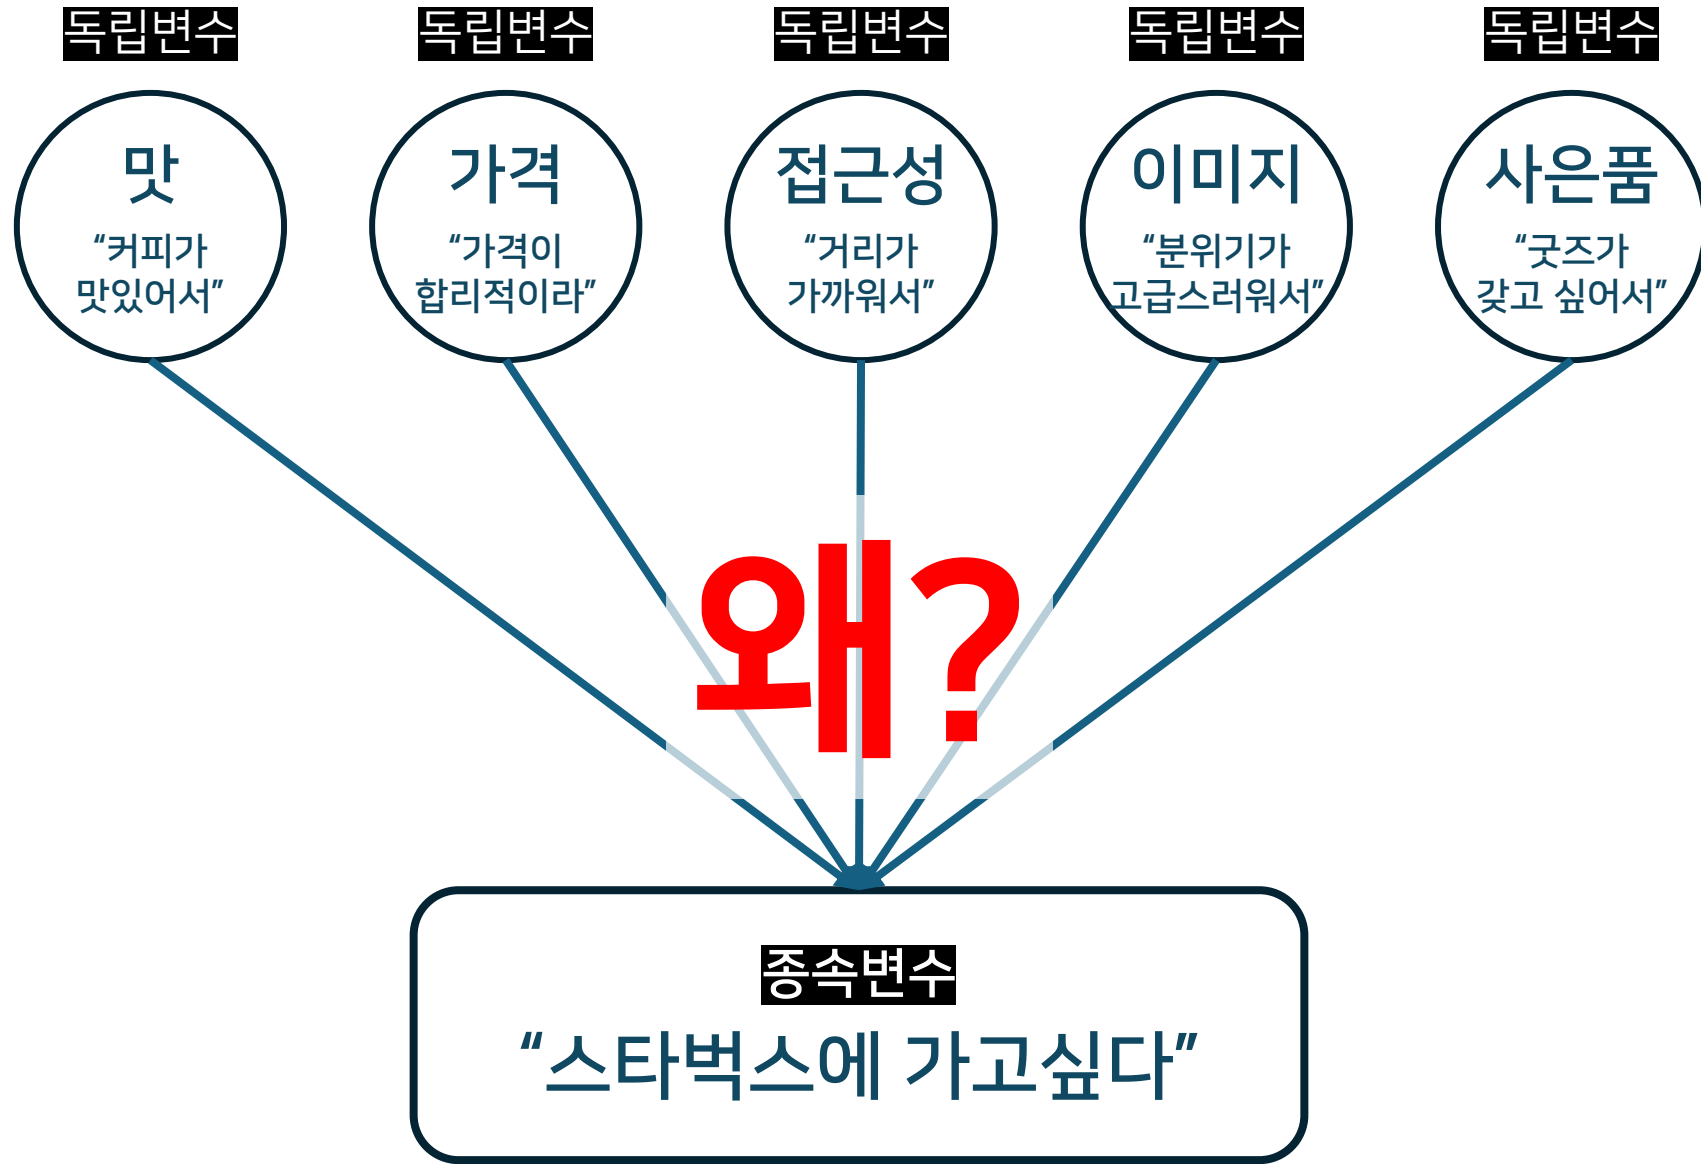 독립변수 독립변수 독립변수 독립변수 독립변수
맛
“커피가
맛있어서”
가격
“가격이
합리적이라”
접근성
“거리가
가까워서”
이미지
“분위기가
고급스러워서”
사은품
“굿즈가
갖고 싶어서”
왜?
종속변수
“스타벅스에 가고싶다”